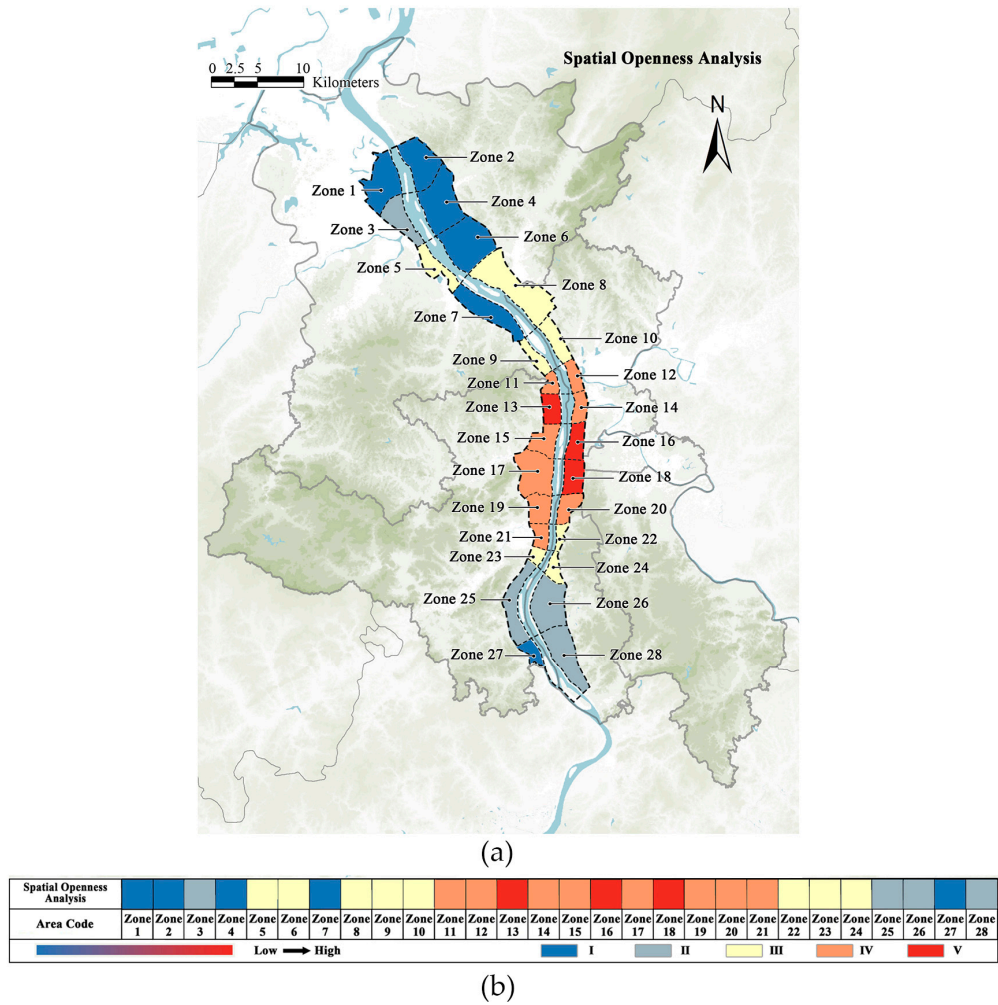 Spatial Openness Analysis
0 2.5 5 10
Kilometers
N
Zone 2
Zone 1
Zone 4
Zone 3
Zone 6
Zone 5
Zone 8
Zone 7
Zone 10
Zone 9
Zone 12
Zone 11
Zone 13
Zone 14
Zone 15
Zone 16
Zone 17
Zone 18
Zone 19
Zone 20
Zone 21
Zone 22
Zone 23
Zone 24
Zone 25
Zone 26
Zone 27
Zone 28
(a)
Spatial Openness
Analysis
Area Code
Zone Zone Zone Zone Zone Zone Zone Zone Zone Zone Zone Zone Zone Zone Zone Zone Zone Zone Zone Zone Zone Zone Zone Zone Zone Zone Zone Zone
1 2 3 4 5 6 7 8 9 10 11 12 13 14 15 16 17 18 19 20 21 22 23 24 25 26 27 28
Low High I II III IV V
(b)